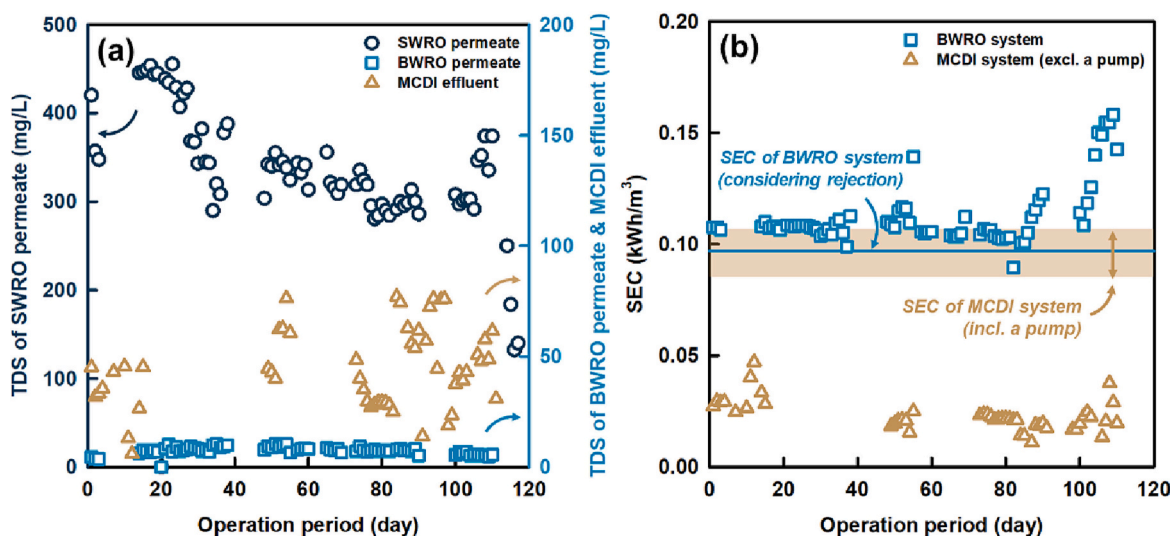 (a)
SWRO permeate
BWRO permeate
MCDI effluent
500
400
300
200
100
0
TDS of SWRO permeate (mg/L)
200
150
100
50
0
TDS of BWRO permeate & MCDI effluent (mg/L)
0 20 40 60 80 100 120
Operation period (day)
(b)
BWRO system
MCDI system (excl. a pump)
0.20
0.15
0.10
0.05
0.00
SEC (kWh/m³)
SEC of BWRO system
(considering rejection)
SEC of MCDI system
(incl. a pump)
0 20 40 60 80 100 120
Operation period (day)